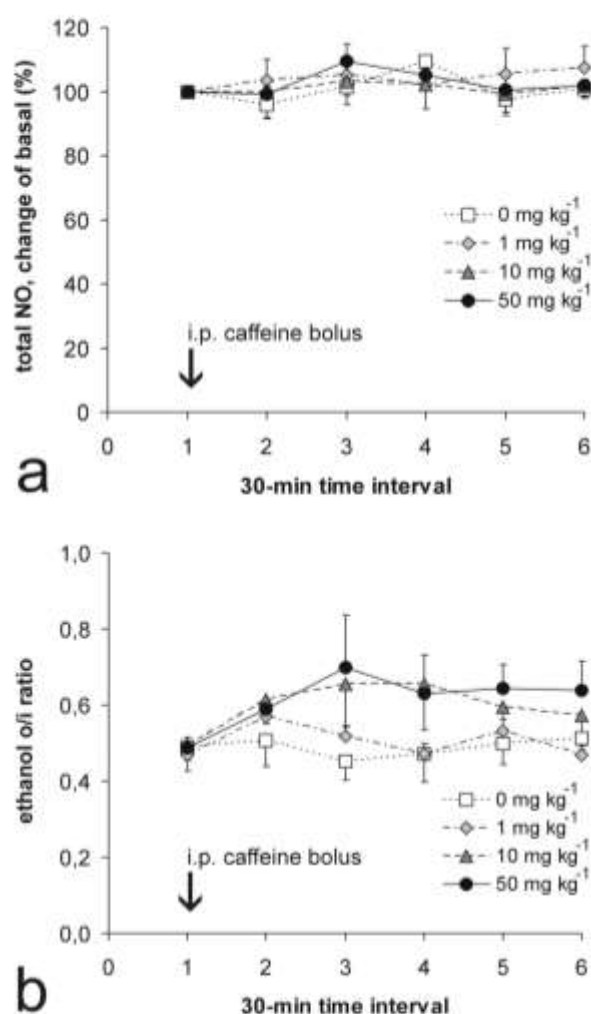 total NO, change of basal (%)
120
100
80
60
40
20
0
0 mg kg⁻¹
1 mg kg⁻¹
10 mg kg⁻¹
50 mg kg⁻¹
i.p. caffeine bolus
0 1 2 3 4 5 6
30-min time interval
a
ethanol o/i ratio
1,0
0,8
0,6
0,4
0,2
0,0
0 mg kg⁻¹
1 mg kg⁻¹
10 mg kg⁻¹
50 mg kg⁻¹
i.p. caffeine bolus
0 1 2 3 4 5 6
30-min time interval
b